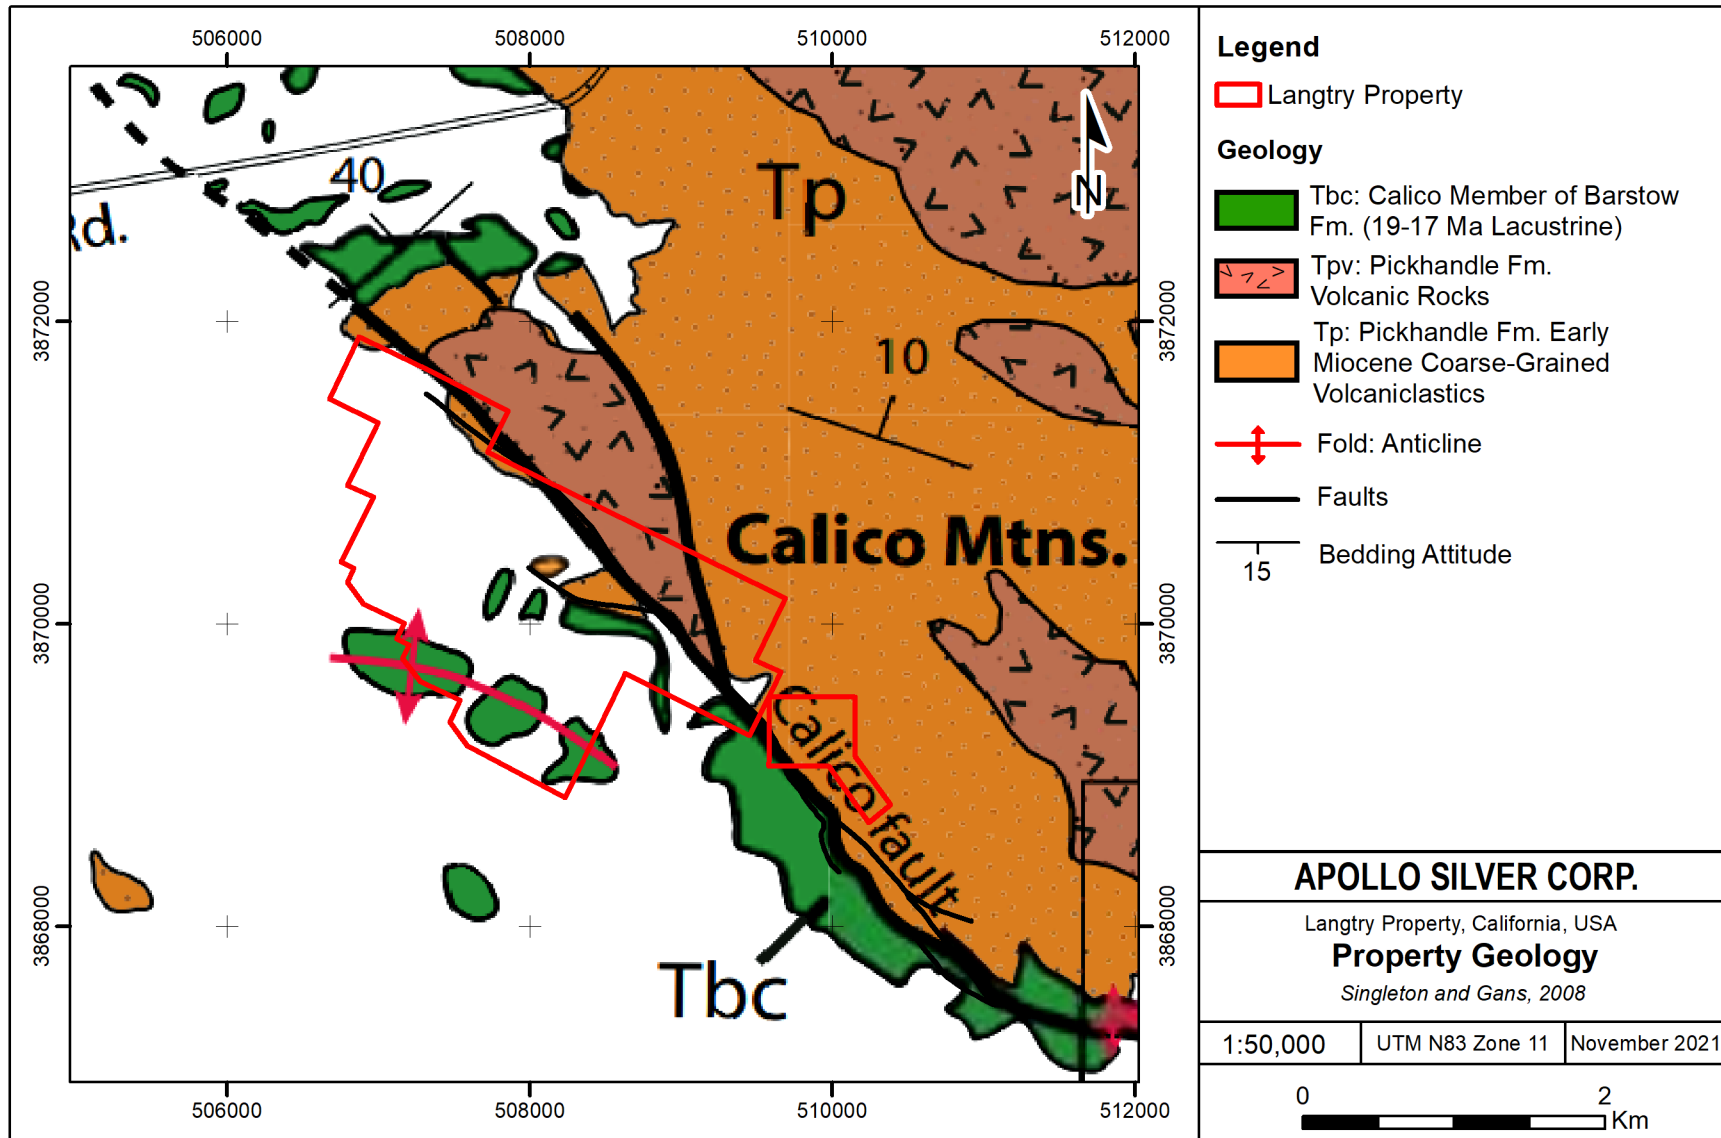 506000
508000
510000
512000
Legend
Langtry Property
Geology
Tbc: Calico Member of Barstow
Fm. (19-17 Ma Lacustrine)
Tpv: Pickhandle Fm.
Volcanic Rocks
Tp: Pickhandle Fm. Early
Miocene Coarse-Grained
Volcaniclastics
Fold: Anticline
Faults
15
Bedding Attitude
N
40
Tp
Rd.
3872000
3872000
10
Calico Mtns.
3870000
3870000
Calico fault
3868000
3868000
Tbc
506000
508000
510000
512000
APOLLO SILVER CORP.
Langtry Property, California, USA
Property Geology
Singleton and Gans, 2008
1:50,000
UTM N83 Zone 11
November 2021
0
2
Km